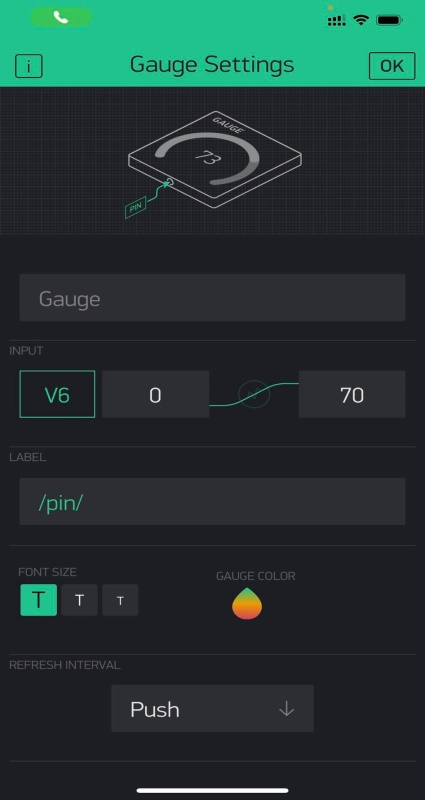 i
Gauge Settings
OK
GAUGE
73
PIN
Gauge
INPUT
V6
0
70
LABEL
/pin/
FONT SIZE
T
T
T
GAUGE COLOR
REFRESH INTERVAL
Push